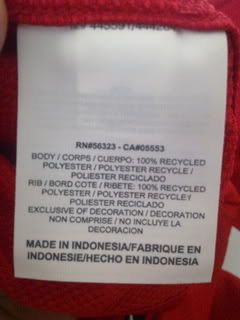 RN#56323 - CA#05553
BODY / CORPS / CUERPO: 100% RECYCLED
POLYESTER / POLYESTER RECYCLE /
POLIESTER RECICLADO
RIB / BORD COTE / RIBETE: 100% RECYCLED
POLYESTER / POLYESTER RECYCLE/
POLIESTER RECICLADO
EXCLUSIVE OF DECORATION / DECORATION
NON COMPRISE / NO INCLUYE LA
DECORACION
MADE IN INDONESIA/FABRIQUE EN
INDONESIE/HECHO EN INDONESIA